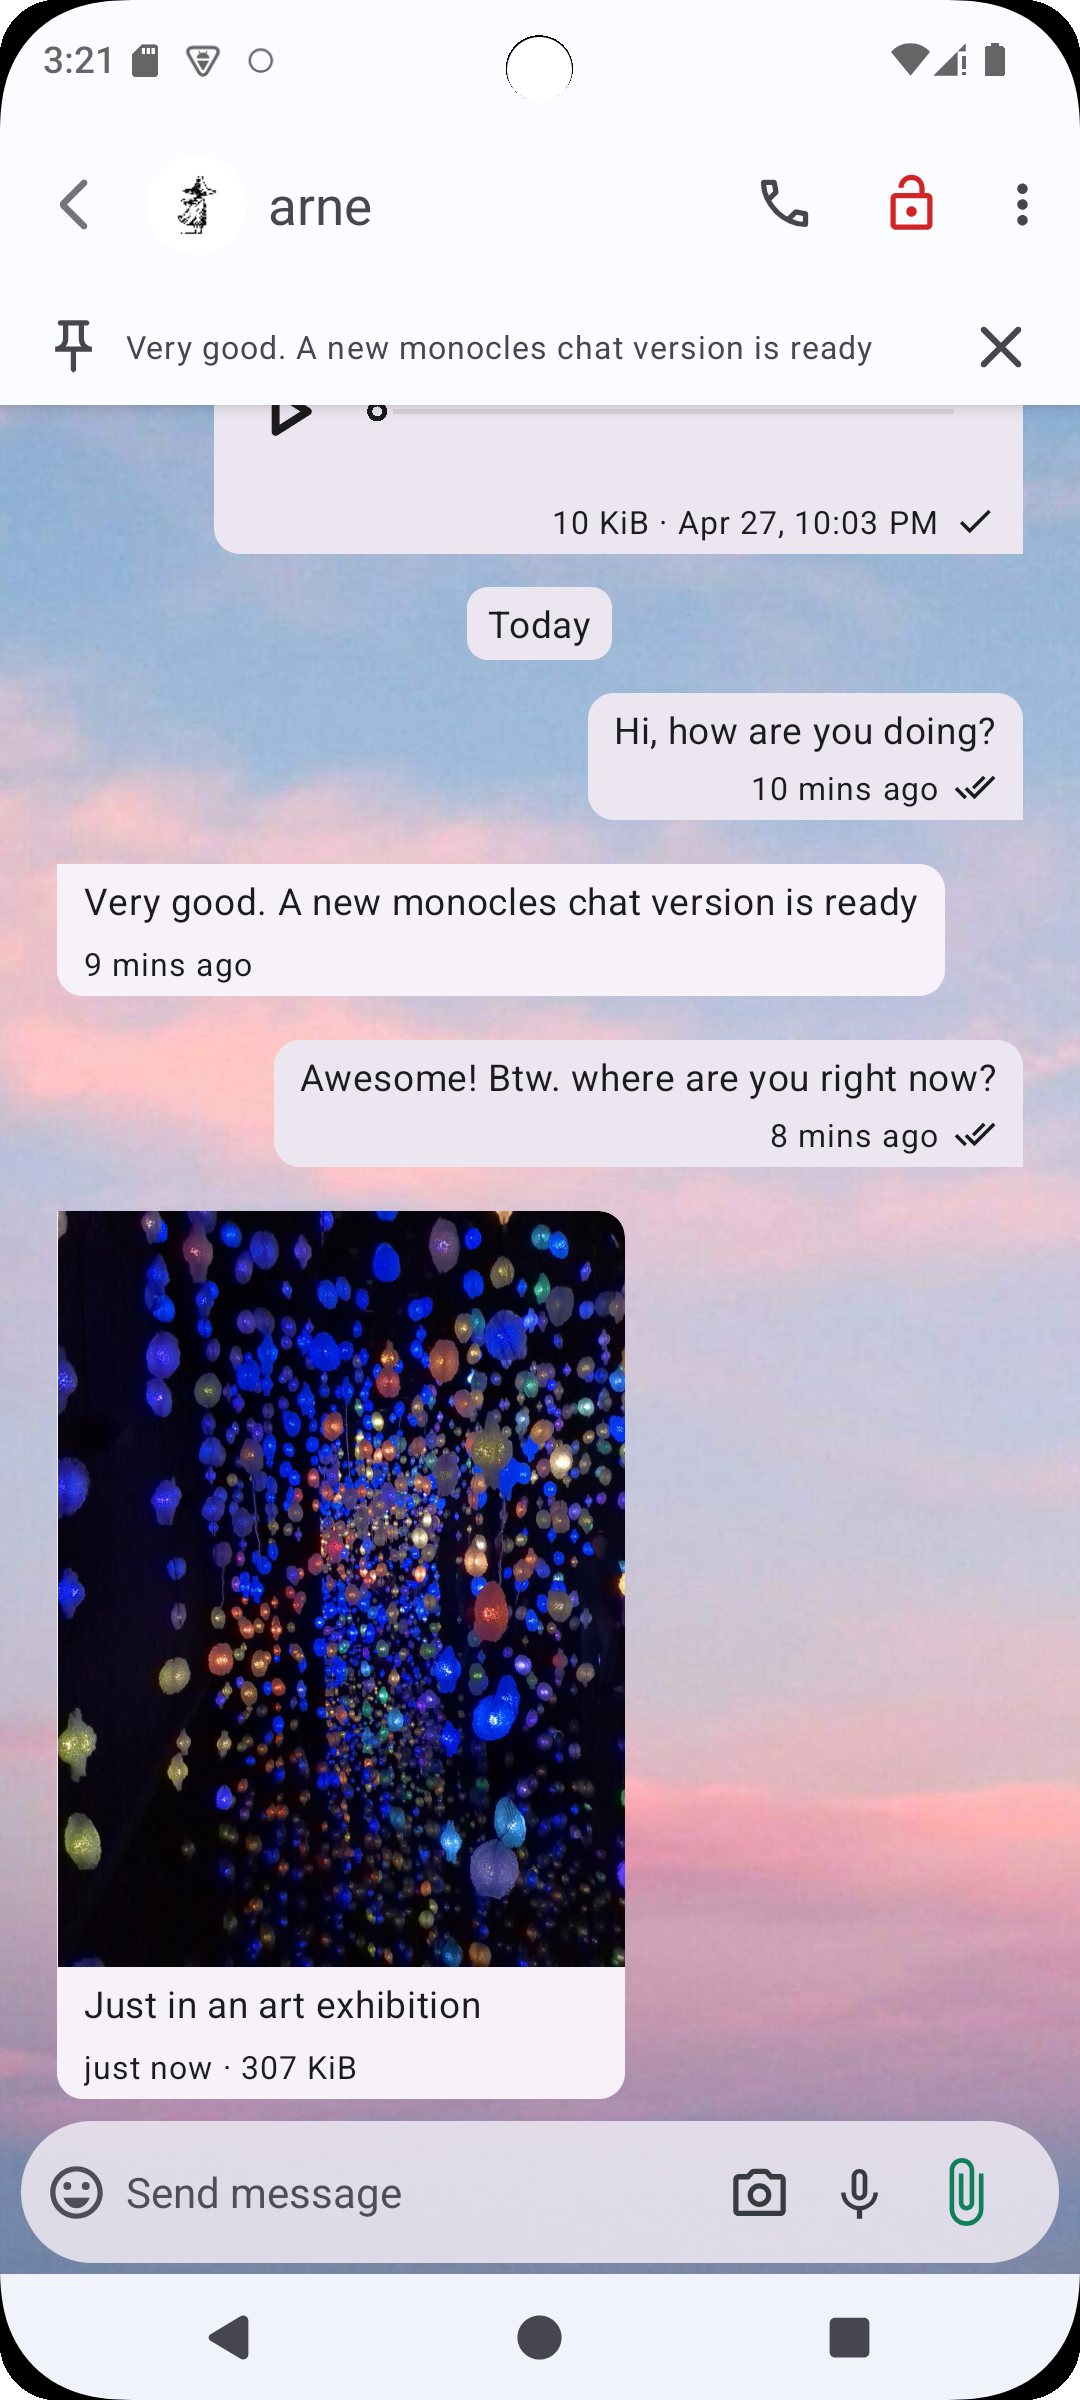 3:21
arne
Very good. A new monocles chat version is ready
10 KiB · Apr 27, 10:03 PM
Today
Hi, how are you doing?
10 mins ago
Very good. A new monocles chat version is ready
9 mins ago
Awesome! Btw. where are you right now?
8 mins ago
Just in an art exhibition
just now · 307 KiB
Send message